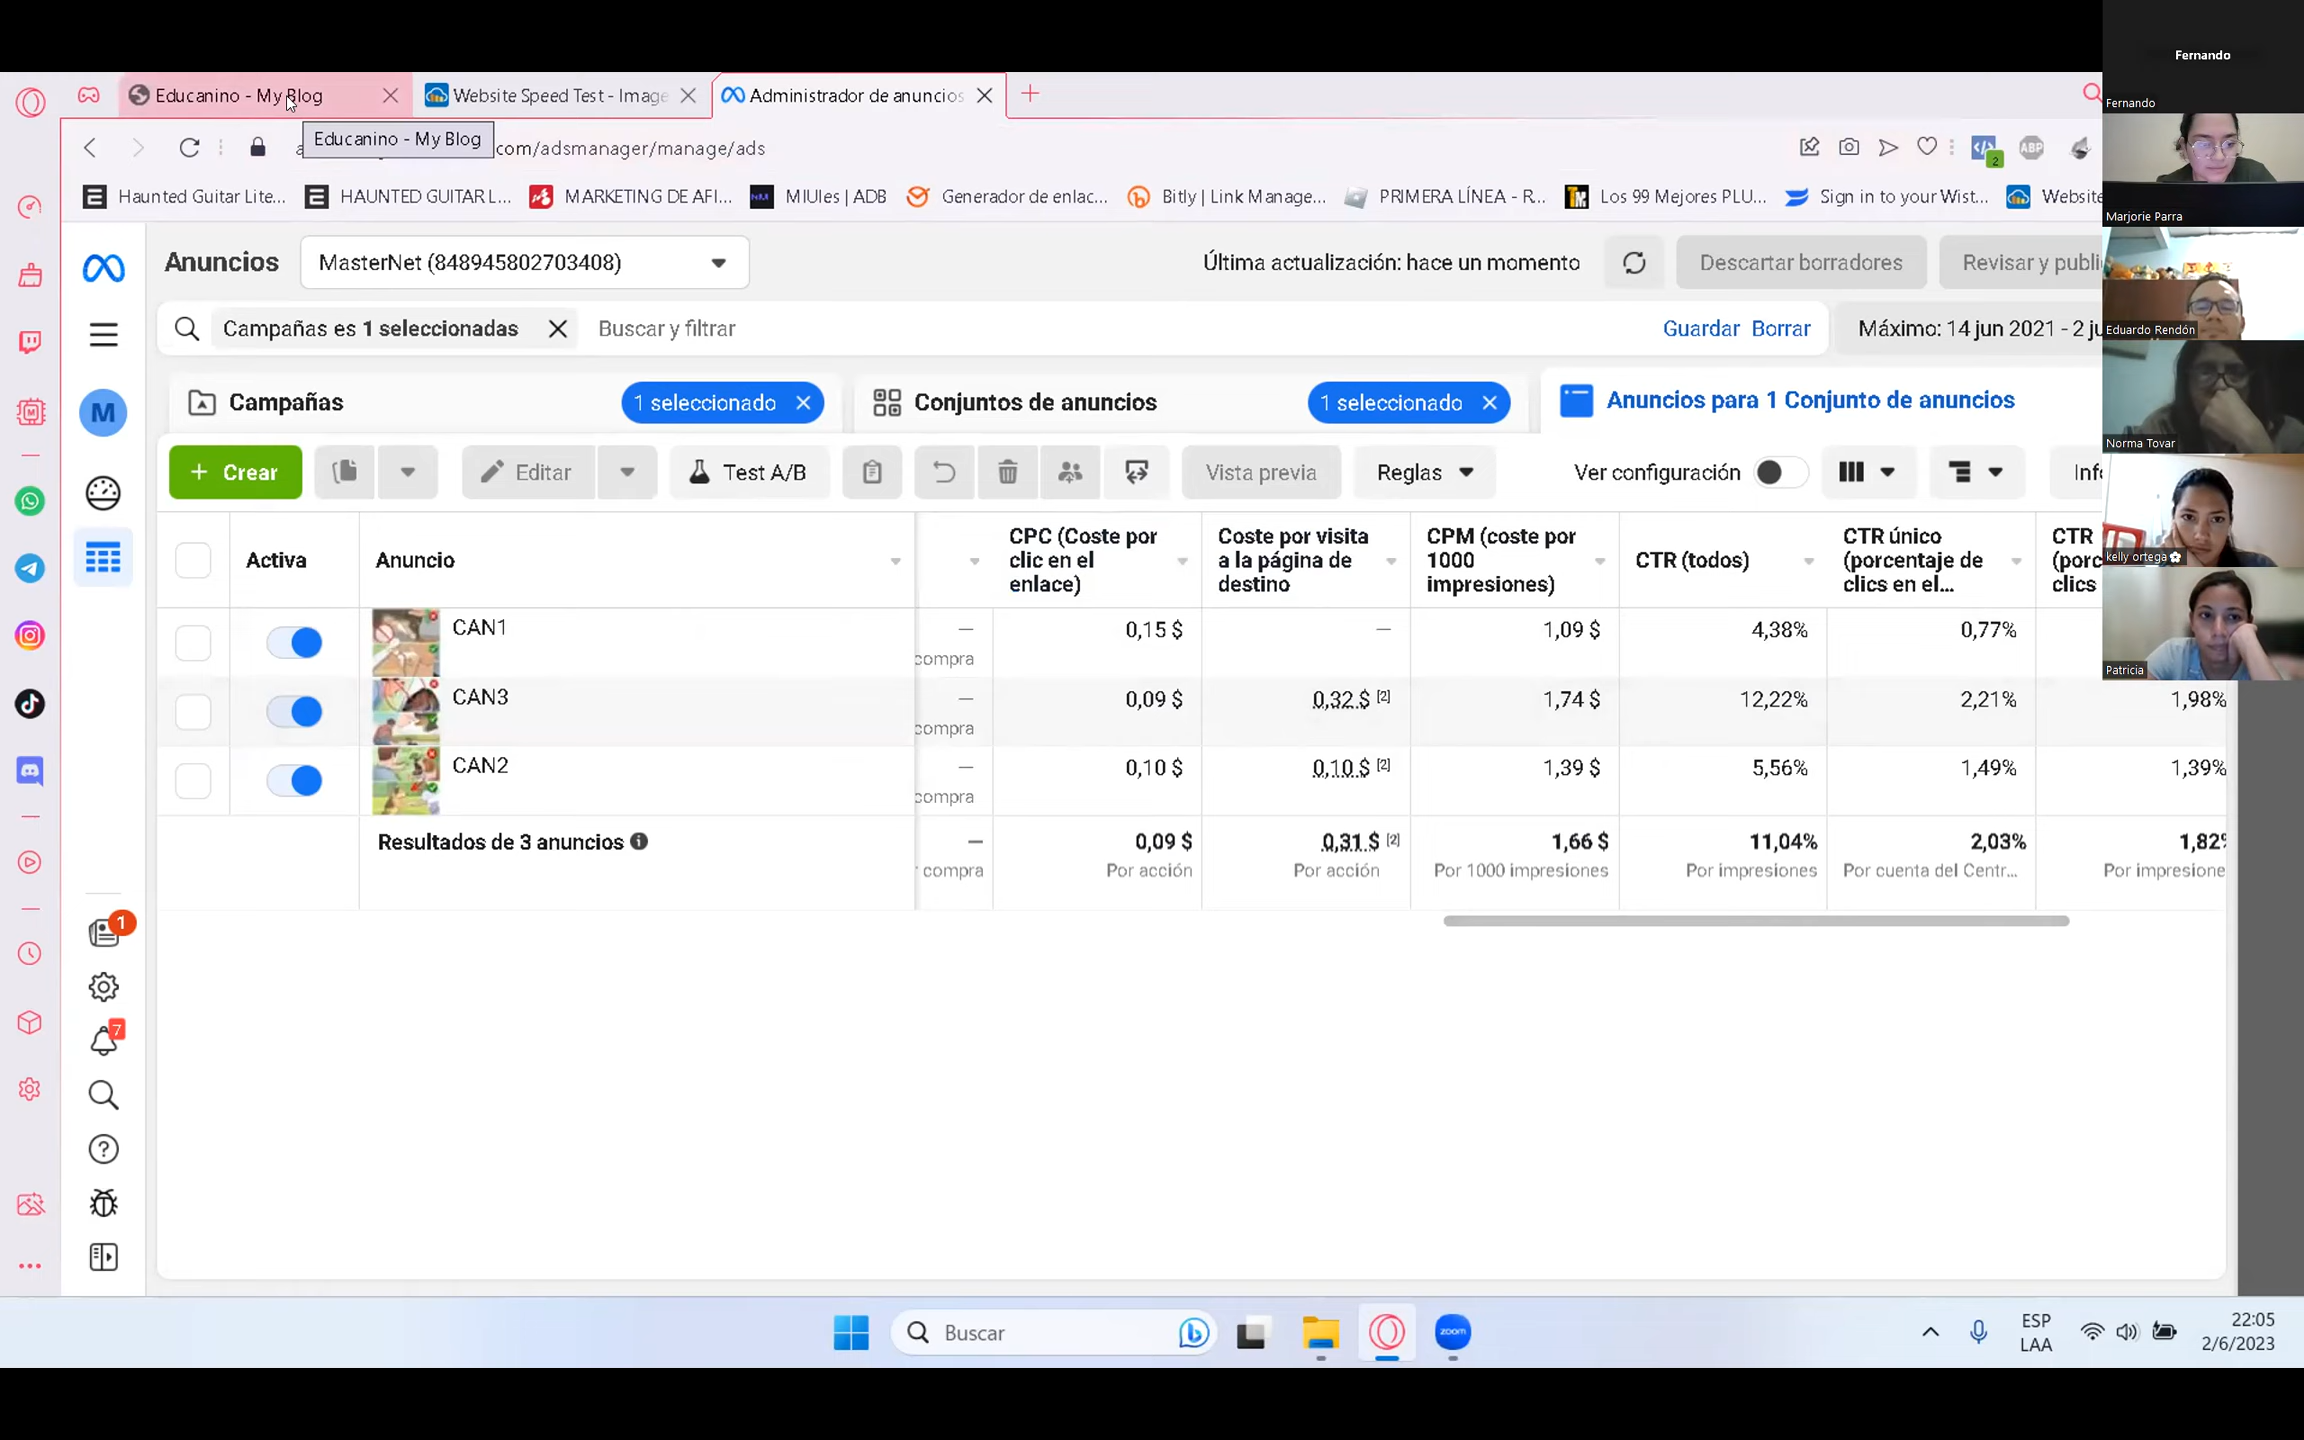 Fernando
Fernando
Marjorie Parra
Eduardo Rendón
Norma Tovar
kelly ortega
Patricia
Educanino - My Blog
Website Speed Test - Image
Administrador de anuncios
Educanino - My Blog
com/adsmanager/manage/ads
2
ABP
Haunted Guitar Lite...
HAUNTED GUITAR L...
MARKETING DE AFI...
MIUIes | ADB
Generador de enlac...
Bitly | Link Manage...
PRIMERA LÍNEA - R...
Los 99 Mejores PLU...
Sign in to your Wist...
Website
Anuncios
MasterNet (848945802703408)
Última actualización: hace un momento
Descartar borradores
Revisar y publi
Campañas es 1 seleccionadas
Buscar y filtrar
Guardar
Borrar
Máximo: 14 jun 2021 - 2 ju
M
Campañas
1 seleccionado
Conjuntos de anuncios
1 seleccionado
Anuncios para 1 Conjunto de anuncios
+ Crear
Editar
Test A/B
Vista previa
Reglas
Ver configuración
Inf
Activa
Anuncio
CPC (Coste por
clic en el
enlace)
Coste por visita
a la página de
destino
CPM (coste por
1000
impresiones)
CTR (todos)
CTR único
(porcentaje de
clics en el...
CTR
(porc
clics
CAN1
—
compra
0,15 $
—
1,09 $
4,38%
0,77%
CAN3
—
compra
0,09 $
0,32 $ [2]
1,74 $
12,22%
2,21%
1,98%
CAN2
—
compra
0,10 $
0,10 $ [2]
1,39 $
5,56%
1,49%
1,39%
Resultados de 3 anuncios
—
compra
0,09 $
Por acción
0,31 $ [2]
Por acción
1,66 $
Por 1000 impresiones
11,04%
Por impresiones
2,03%
Por cuenta del Centr...
1,82%
Por impresione
1
7
Buscar
zoom
ESP
LAA
22:05
2/6/2023